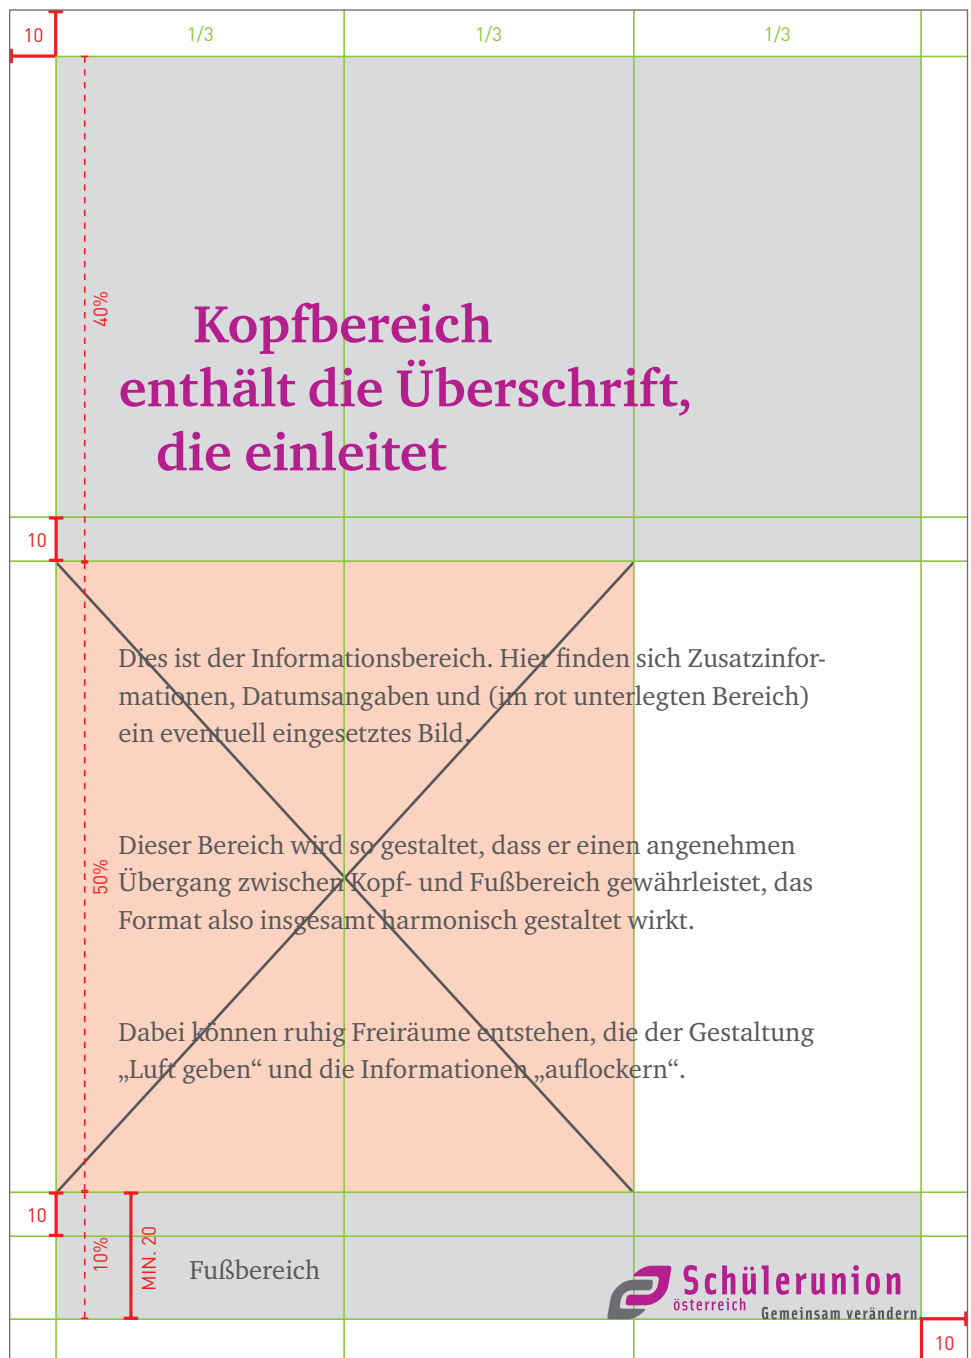 10
1/3
1/3
1/3
40%
Kopfbereich
enthält die Überschrift,
die einleitet
10
Dies ist der Informationsbereich. Hier finden sich Zusatzinfor-
mationen, Datumsangaben und (im rot unterlegten Bereich)
ein eventuell eingesetztes Bild.
Dieser Bereich wird so gestaltet, dass er einen angenehmen
50%
Übergang zwischen Kopf- und Fußbereich gewährleistet, das
Format also insgesamt harmonisch gestaltet wirkt.
Dabei können ruhig Freiräume entstehen, die der Gestaltung
„Luft geben“ und die Informationen „auflockern“.
10
10%
MIN. 20
Fußbereich
Schülerunion
österreich
Gemeinsam verändern.
10